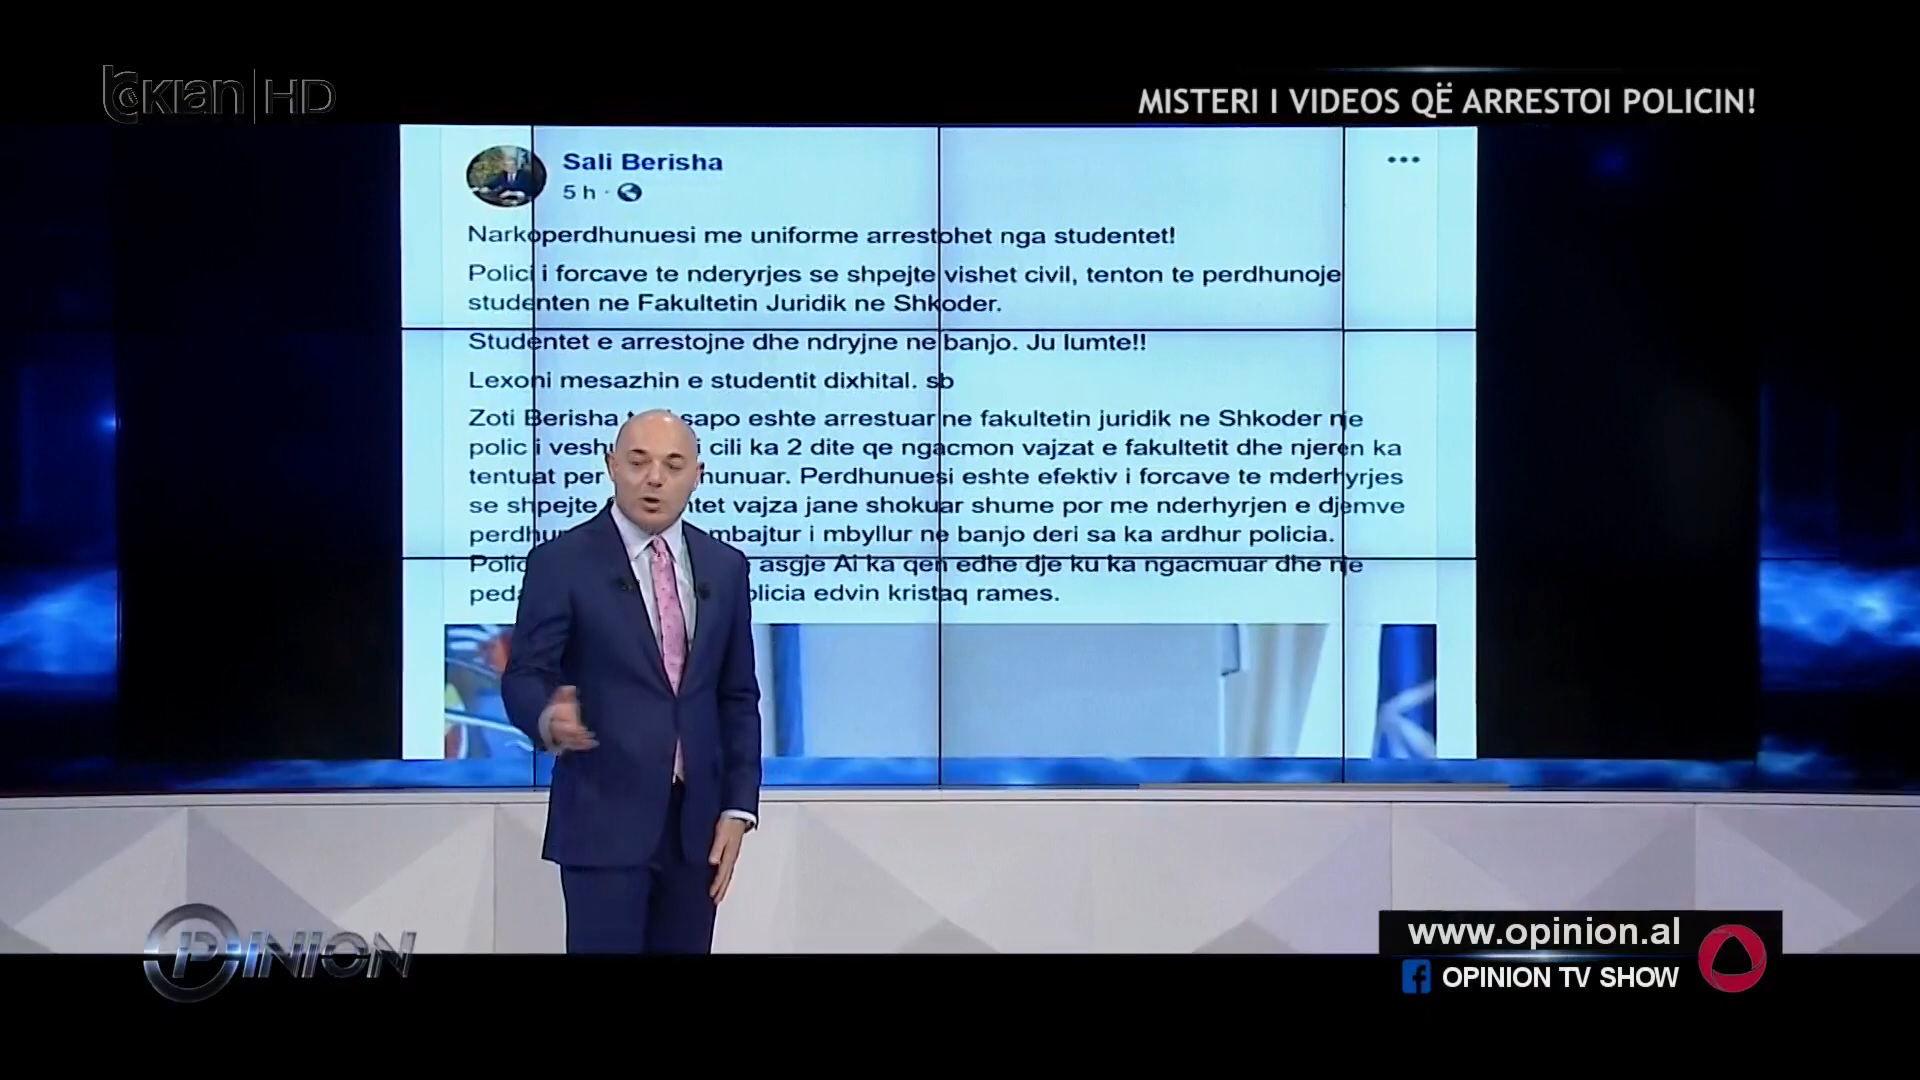 klan HD
MISTERI I VIDEOS QË ARRESTOI POLICIN!
Sali Berisha
5 h
Narkoperdhunuesi me uniforme arrestohet nga studentet!
Polici i forcave te nderyrjes se shpejte vishet civil, tenton te perdhunoje
studenten ne Fakultetin Juridik ne Shkoder.
Studentet e arrestojne dhe ndryjne ne banjo. Ju lumte!!
Lexoni mesazhin e studentit dixhital. sb
Zoti Berisha sapo eshte arrestuar ne fakultetin juridik ne Shkoder nje
polic i cili ka 2 dite qe ngacmon vajzat e fakultetit dhe njeren ka
tentuat per Perdhunuesi eshte efektiv i forcave te mderhyrjes
se shpejte vajza jane shokuar shume por me nderhyrjen e djemve
mbajtur i mbyllur ne banjo deri sa ka ardhur policia.
asgje Ai ka qen edhe dje ku ka ngacmuar dhe nje
edvin kristaq rames.
OPINION
www.opinion.al
OPINION TV SHOW